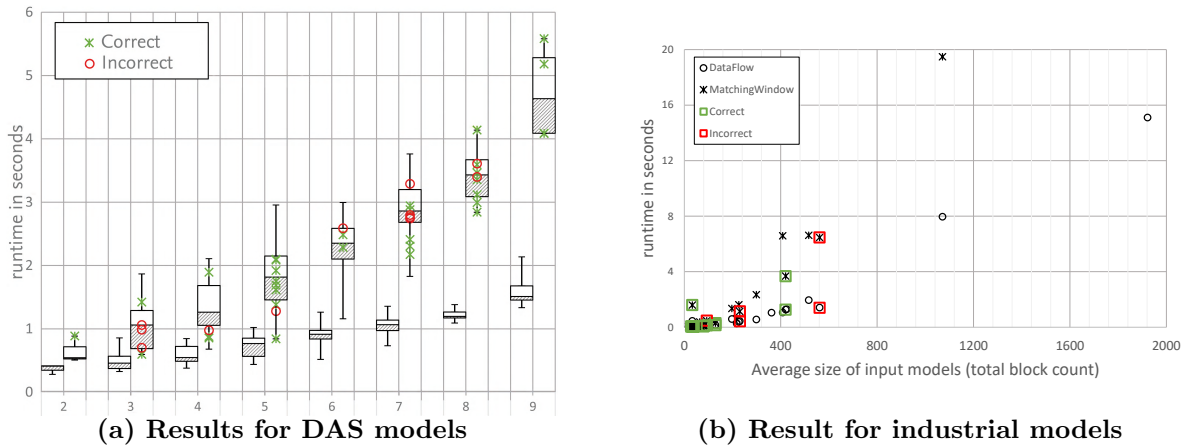 6
5
4
3
2
1
0
runtime in seconds
Correct
Incorrect
2 3 4 5 6 7 8 9
(a) Results for DAS models
20
16
12
8
4
0
runtime in seconds
DataFlow
MatchingWindow
Correct
Incorrect
0 400 800 1200 1600 2000
Average size of input models (total block count)
(b) Result for industrial models